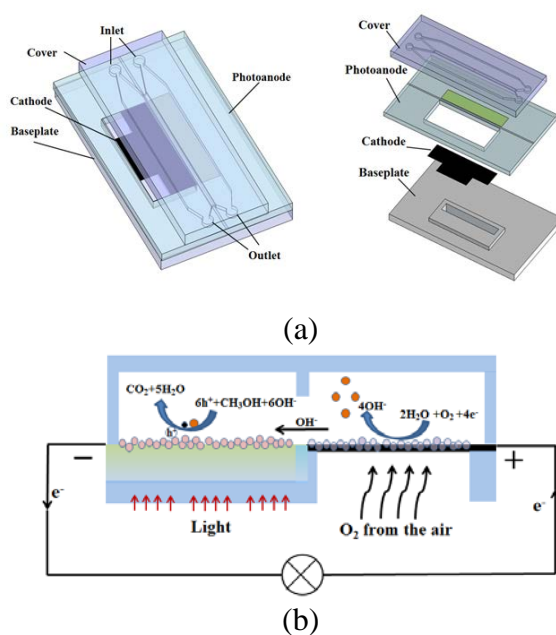 Inlet
Cover
Photoanode
Cathode
Baseplate
Outlet
Cover
Photoanode
Cathode
Baseplate
(a)
CO₂+5H₂O
6h⁺+CH₃OH+6OH⁻
h⁺
OH⁻
4OH⁻
2H₂O +O₂ +4e⁻
−
+
e⁻
e⁻
Light
O₂ from the air
(b)